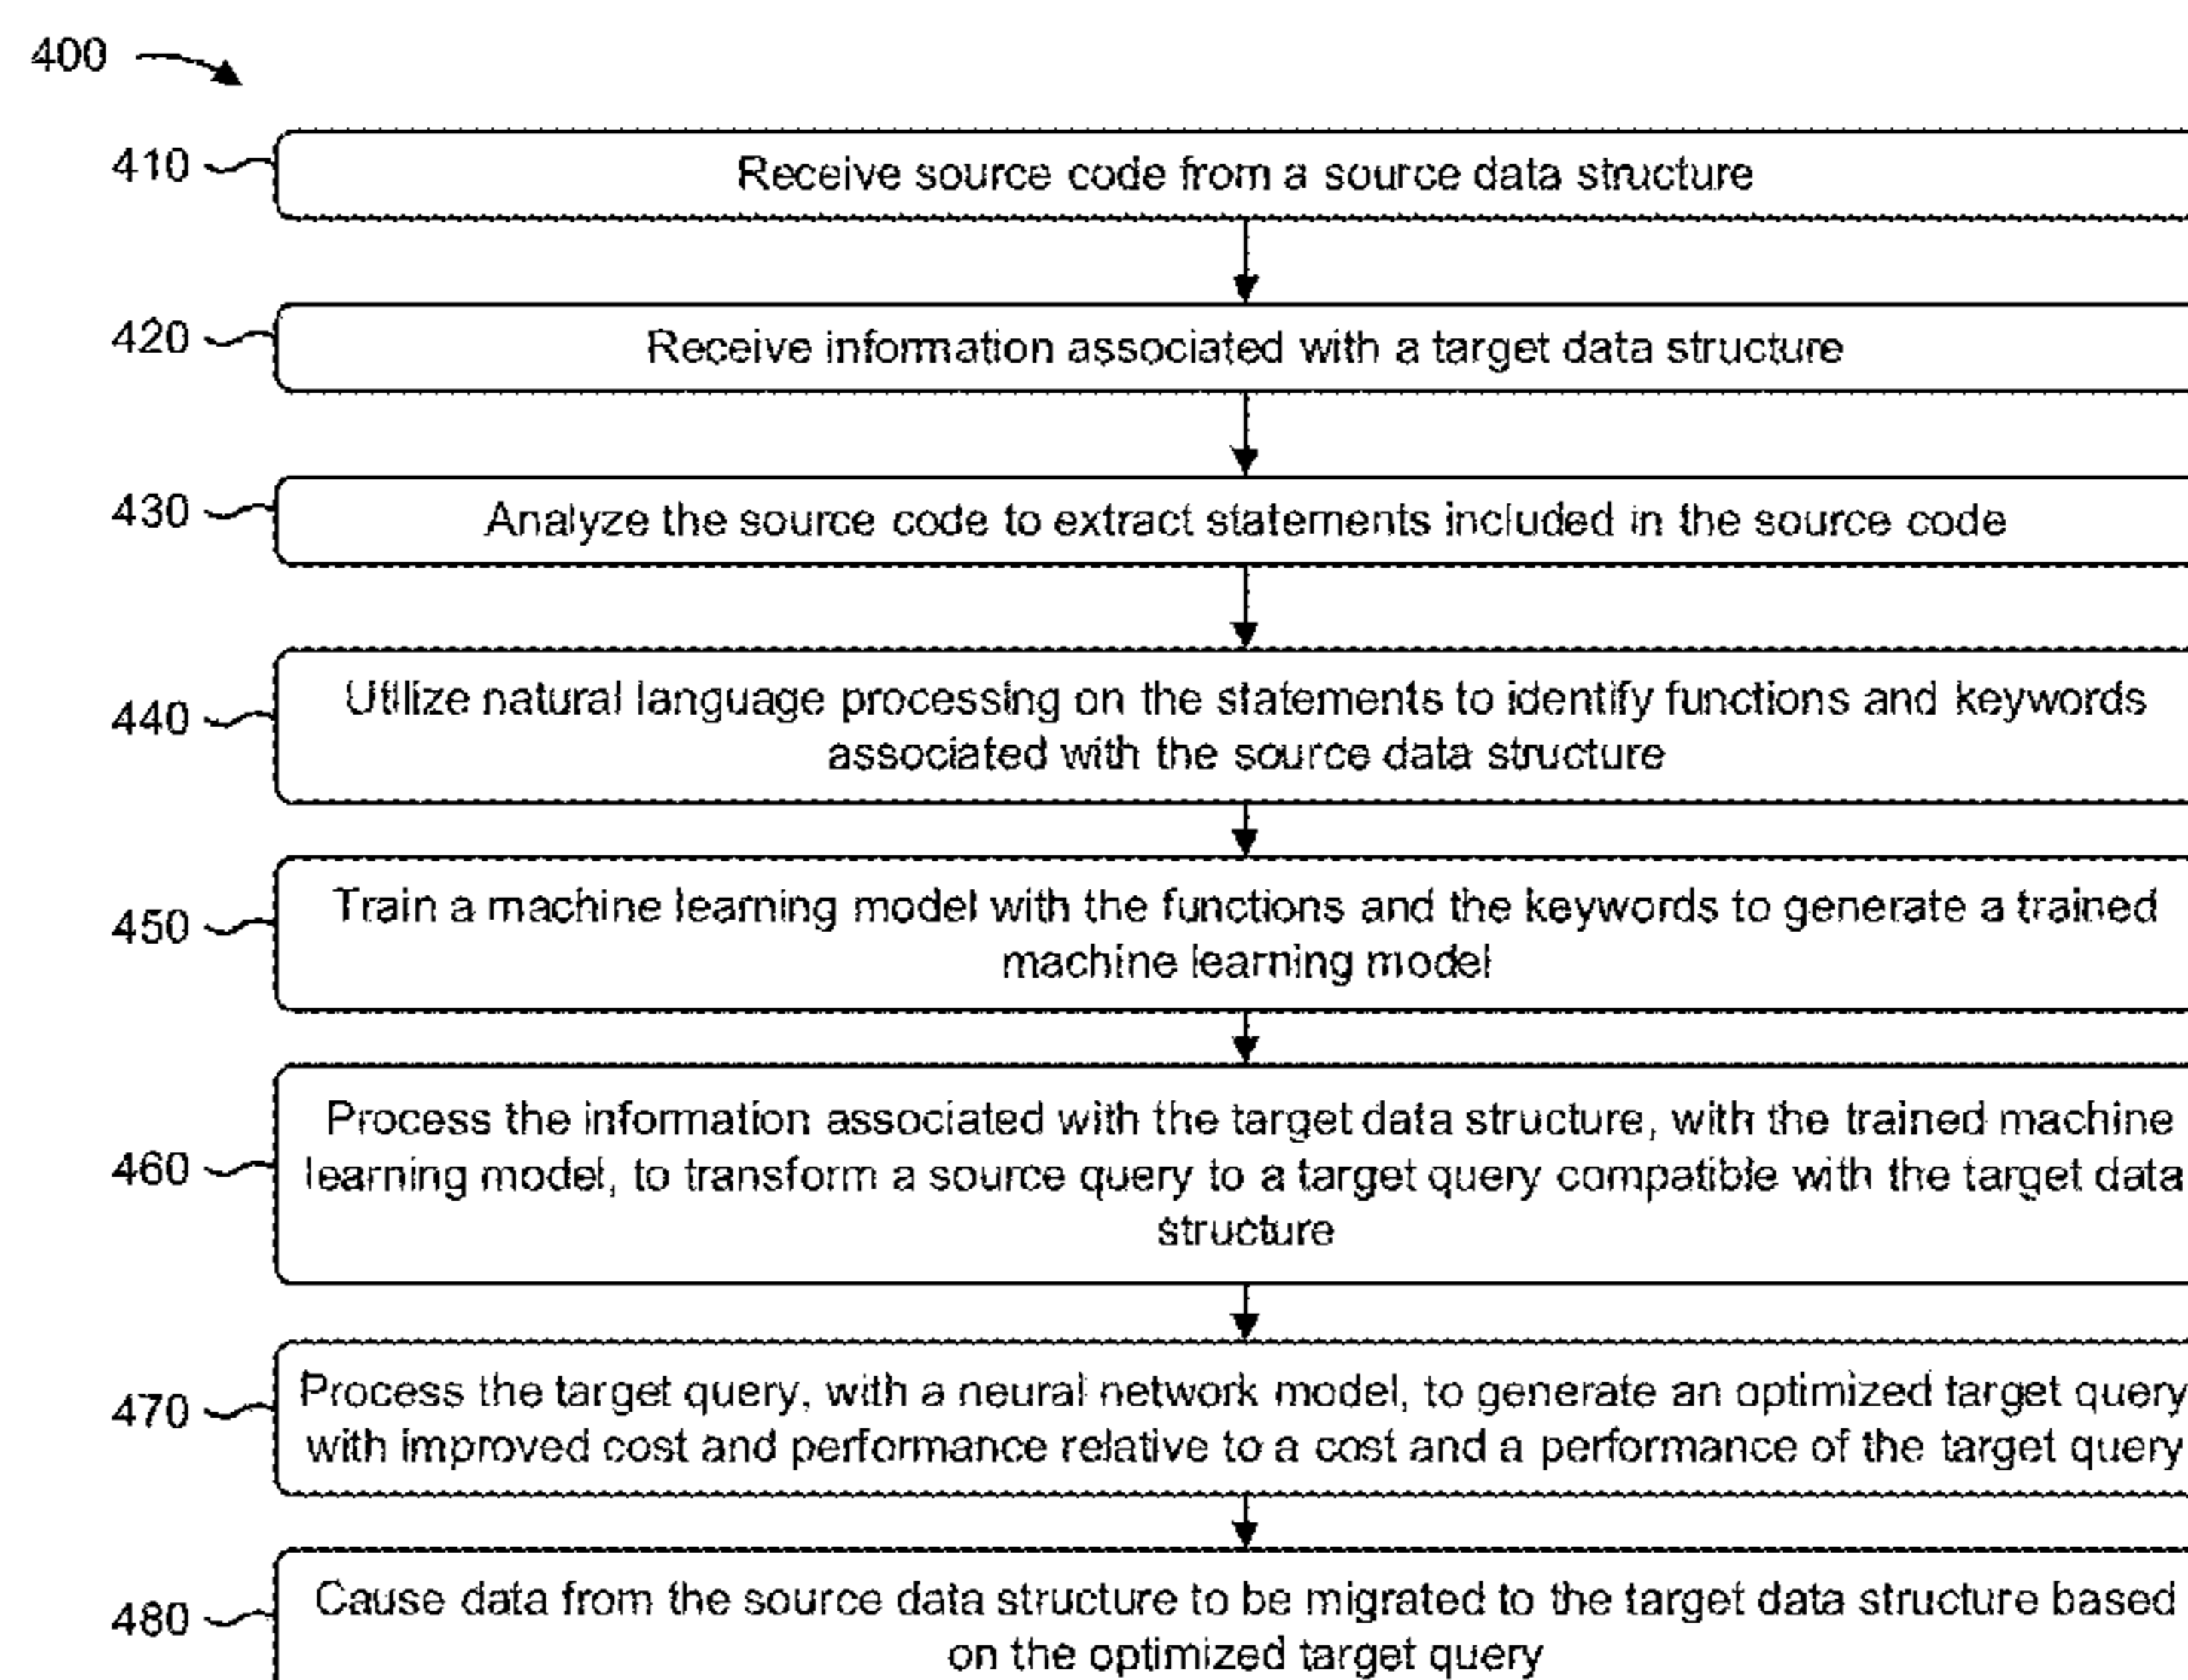 400
410
Receive source code from a source data structure
420
Receive information associated with a target data structure
430
Analyze the source code to extract statements included in the source code
440
Utilize natural language processing on the statements to identify functions and keywords
associated with the source data structure
450
Train a machine learning model with the functions and the keywords to generate a trained
machine learning model
460
Process the information associated with the target data structure, with the trained machine
learning model, to transform a source query to a target query compatible with the target data
structure
470
Process the target query, with a neural network model, to generate an optimized target query
with improved cost and performance relative to a cost and a performance of the target query
480
Cause data from the source data structure to be migrated to the target data structure based
on the optimized target query